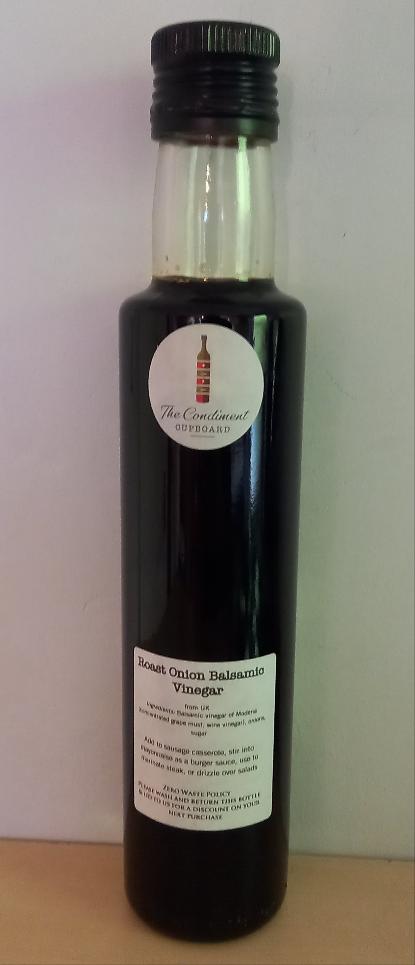 The Condiment
CUPBOARD
Roast Onion Balsamic
Vinegar
from UK
Ingredients: Balsamic vinegar of Modena
(concentrated grape must, wine vinegar), onions,
sugar
Add to sausage casserole, stir into
mayonnaise as a burger sauce, use to
marinate steak, or drizzle over salads
ZERO WASTE POLICY
PLEASE WASH AND RETURN THIS BOTTLE
& LID TO US FOR A DISCOUNT ON YOUR
NEXT PURCHASE